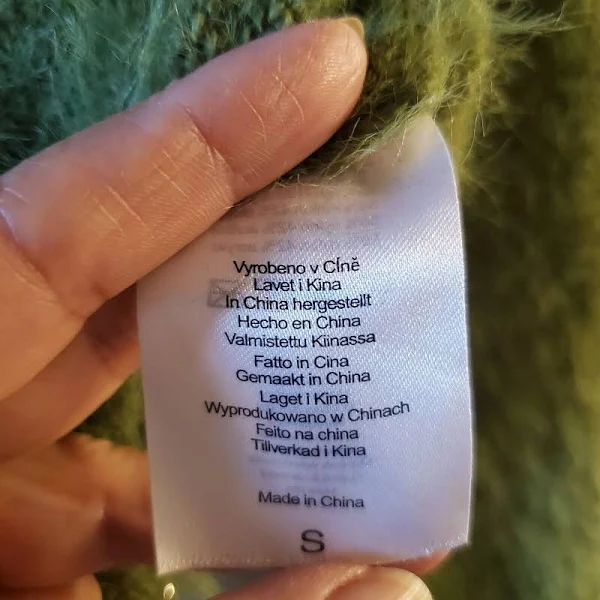 Vyrobeno v CÍně
Lavet i Kina
In China hergestellt
Hecho en China
Valmistettu Kiinassa
Fatto in Cina
Gemaakt in China
Laget i Kina
Wyprodukowano w Chinach
Feito na china
Tillverkad i Kina
Made in China
S